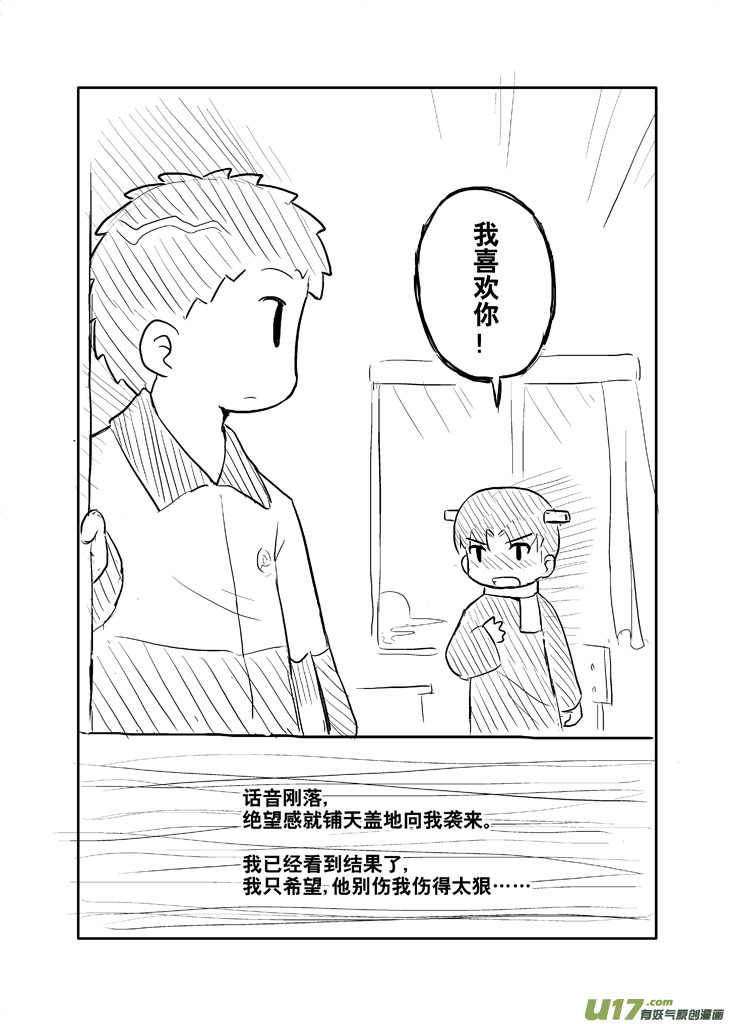 我喜欢你！
话音刚落，
绝望感就铺天盖地向我袭来。
我已经看到结果了，
我只希望，他别伤我伤得太狠……
U17.com
有妖气原创漫画